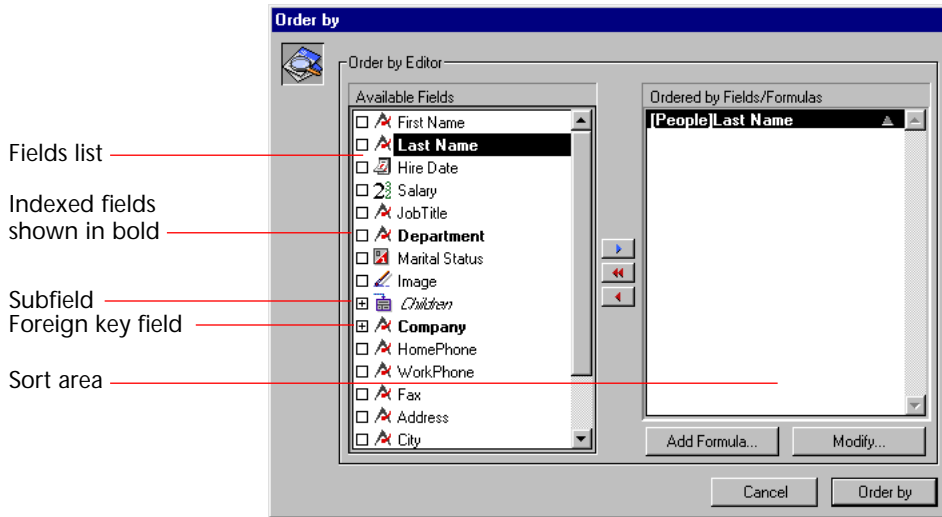 Order by
Order by Editor
Available Fields
Ordered by Fields/Formulas
First Name
[People]Last Name
Last Name
Fields list
Hire Date
Salary
Indexed fields
shown in bold
JobTitle
Department
Marital Status
Image
Subfield
Children
Foreign key field
Company
HomePhone
WorkPhone
Sort area
Fax
Address
City
Add Formula...
Modify...
Cancel
Order by